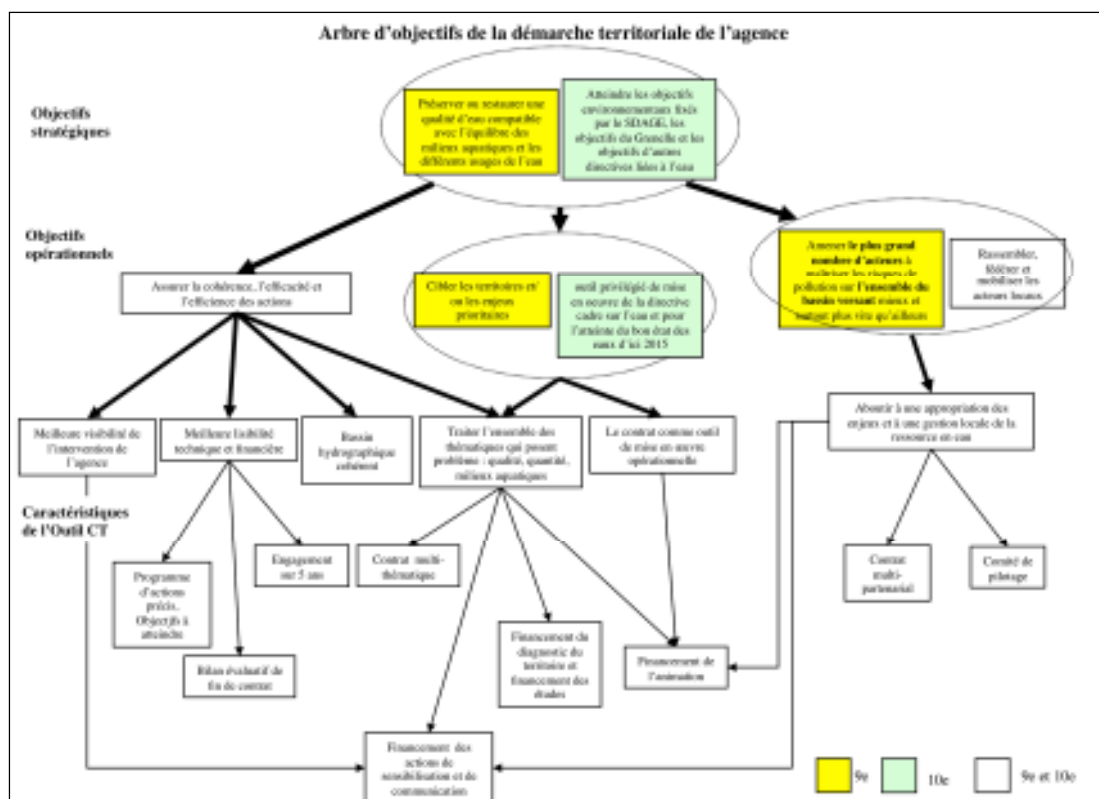 Arbre d'objectifs de la démarche territoriale de l'agence
Objectifs
stratégiques
Préserver ou restaurer une
qualité d'eau compatible
avec l'équilibre des
milieux aquatiques et les
différents usages de l'eau
Atteindre les objectifs
environnementaux fixés
par le SDAGE, les
objectifs du Grenelle et les
objectifs d'autres
directives liées à l'eau
Objectifs
opérationnels
Assurer la cohérence, l'efficacité et
l'efficience des actions
Cibler les territoires et/
ou les enjeux
prioritaires
outil privilégié de mise
en oeuvre de la directive
cadre sur l'eau et pour
l'atteinte du bon état des
eaux d'ici 2015
Amener le plus grand
nombre d'acteurs à
maîtriser les risques de
pollution sur l'ensemble du
bassin versant mieux et
surtout plus vite qu'ailleurs
Rassembler,
fédérer et
mobiliser les
acteurs locaux
Meilleure visibilité de
l'intervention de
l'agence
Meilleure lisibilité
technique et financière
Bassin
hydrographique
cohérent
Traiter l'ensemble des
thématiques qui posent
problème : qualité, quantité,
milieux aquatiques
Le contrat comme outil
de mise en œuvre
opérationnelle
Aboutir à une appropriation des
enjeux et à une gestion locale de la
ressource en eau
Caractéristiques
de l'Outil CT
Programme
d'actions
précis,
Objectifs à
atteindre
Engagement
sur 5 ans
Bilan évaluatif de
fin de contrat
Contrat multi-
thématique
Financement du
diagnostic du
territoire et
financement des
études
Financement de
l'animation
Contrat
multi-
partenarial
Comité de
pilotage
Financement des
actions de
sensibilisation et de
communication
9e
10e
9e et 10e